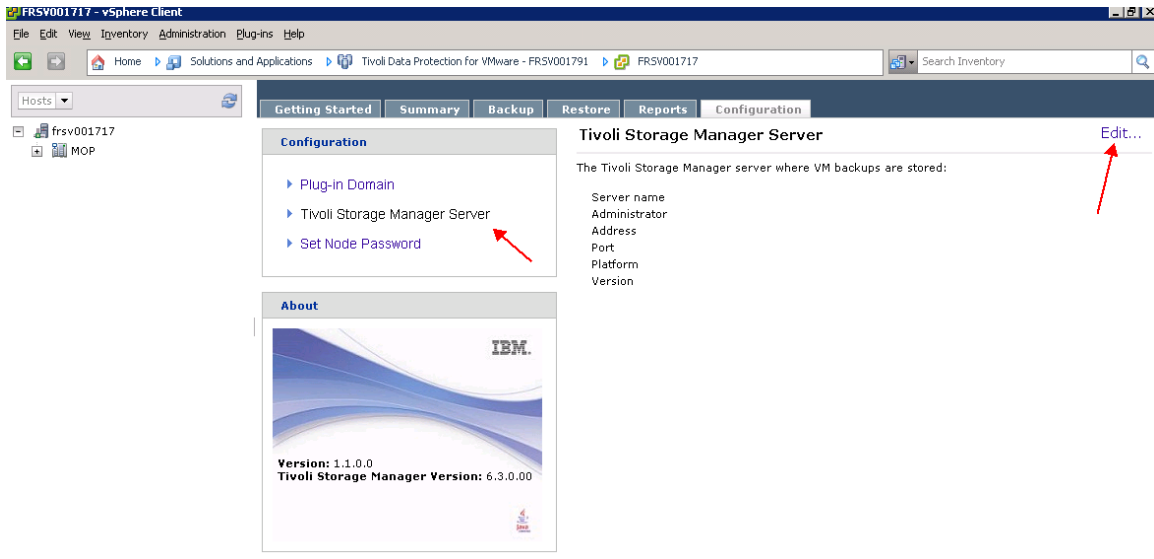 FRSV001717 - vSphere Client
File Edit View Inventory Administration Plug-ins Help
Home Solutions and Applications Tivoli Data Protection for VMware - FRSV001791 FRSV001717 Search Inventory
Hosts
Getting Started Summary Backup Restore Reports Configuration
frsv001717
MOP
Configuration
Plug-in Domain
Tivoli Storage Manager Server
Set Node Password
About
IBM.
Version: 1.1.0.0
Tivoli Storage Manager Version: 6.3.0.00
Java
Tivoli Storage Manager Server Edit...
The Tivoli Storage Manager server where VM backups are stored:
Server name
Administrator
Address
Port
Platform
Version